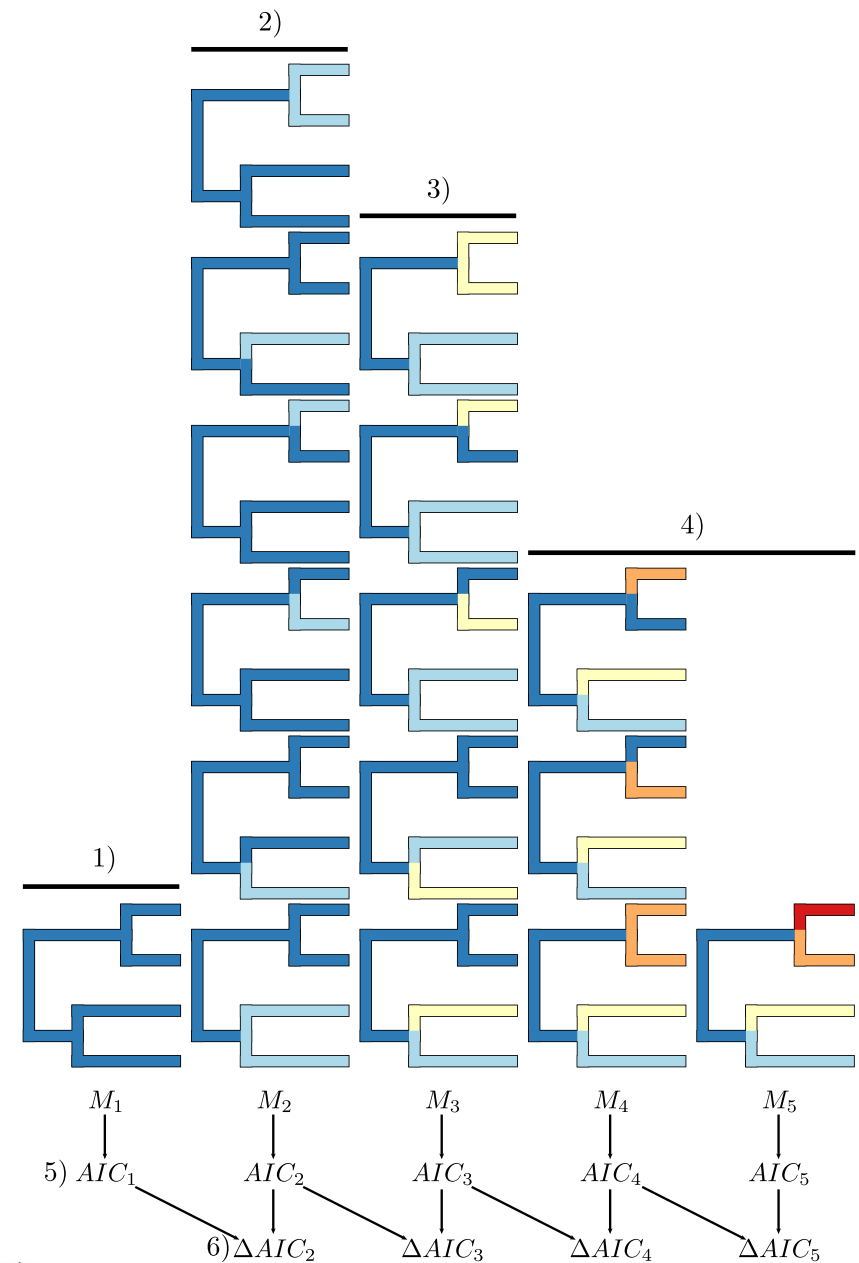 2)
3)
4)
1)
M₁ M₂ M₃ M₄ M₅
5) AIC₁ AIC₂ AIC₃ AIC₄ AIC₅
6) ΔAIC₂ ΔAIC₃ ΔAIC₄ ΔAIC₅